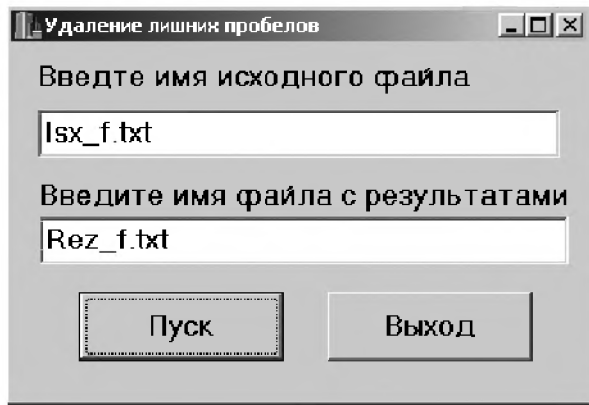 Удаление лишних пробелов
Введте имя исходного файла
Isx_f.txt
Введите имя файла с результатами
Rez_f.txt
Пуск
Выход